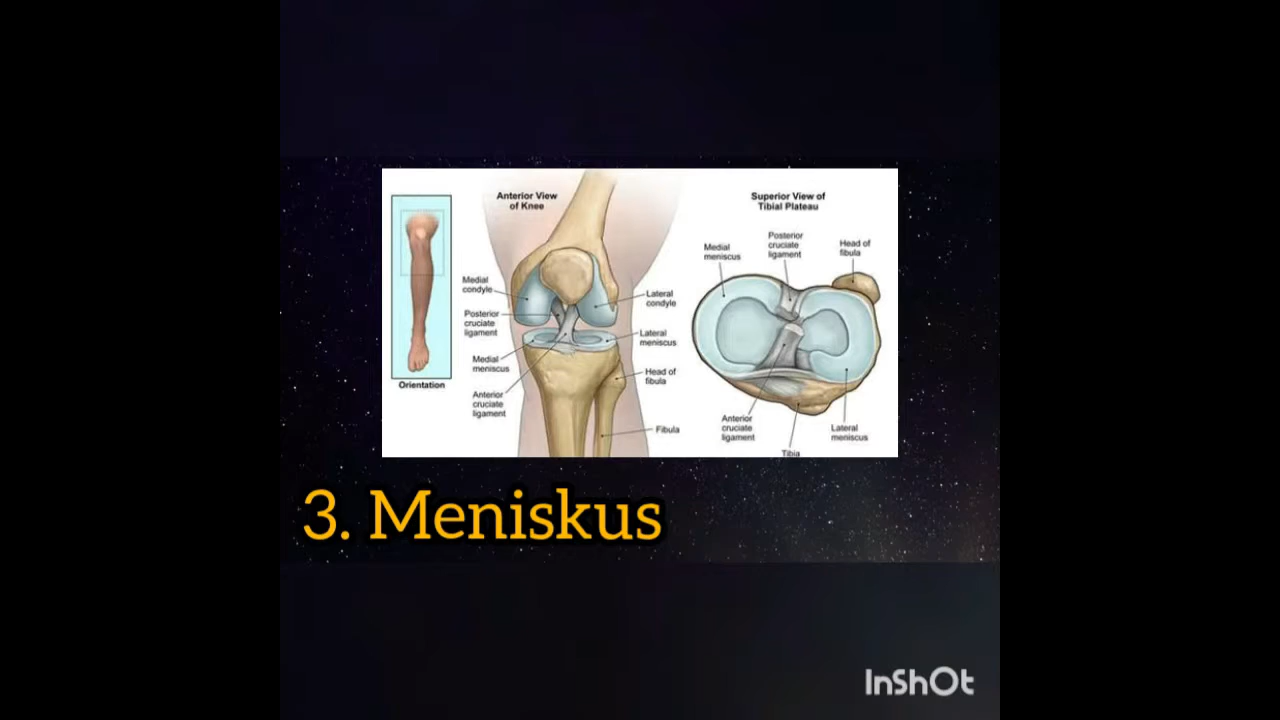 Anterior View
of Knee
Superior View of
Tibial Plateau
Medial
condyle
Posterior
cruciate
ligament
Medial
meniscus
Anterior
cruciate
ligament
Lateral
condyle
Lateral
meniscus
Head of
fibula
Fibula
Orientation
Medial
meniscus
Posterior
cruciate
ligament
Head of
fibula
Anterior
cruciate
ligament
Tibia
Lateral
meniscus
3. Meniskus
InShOt